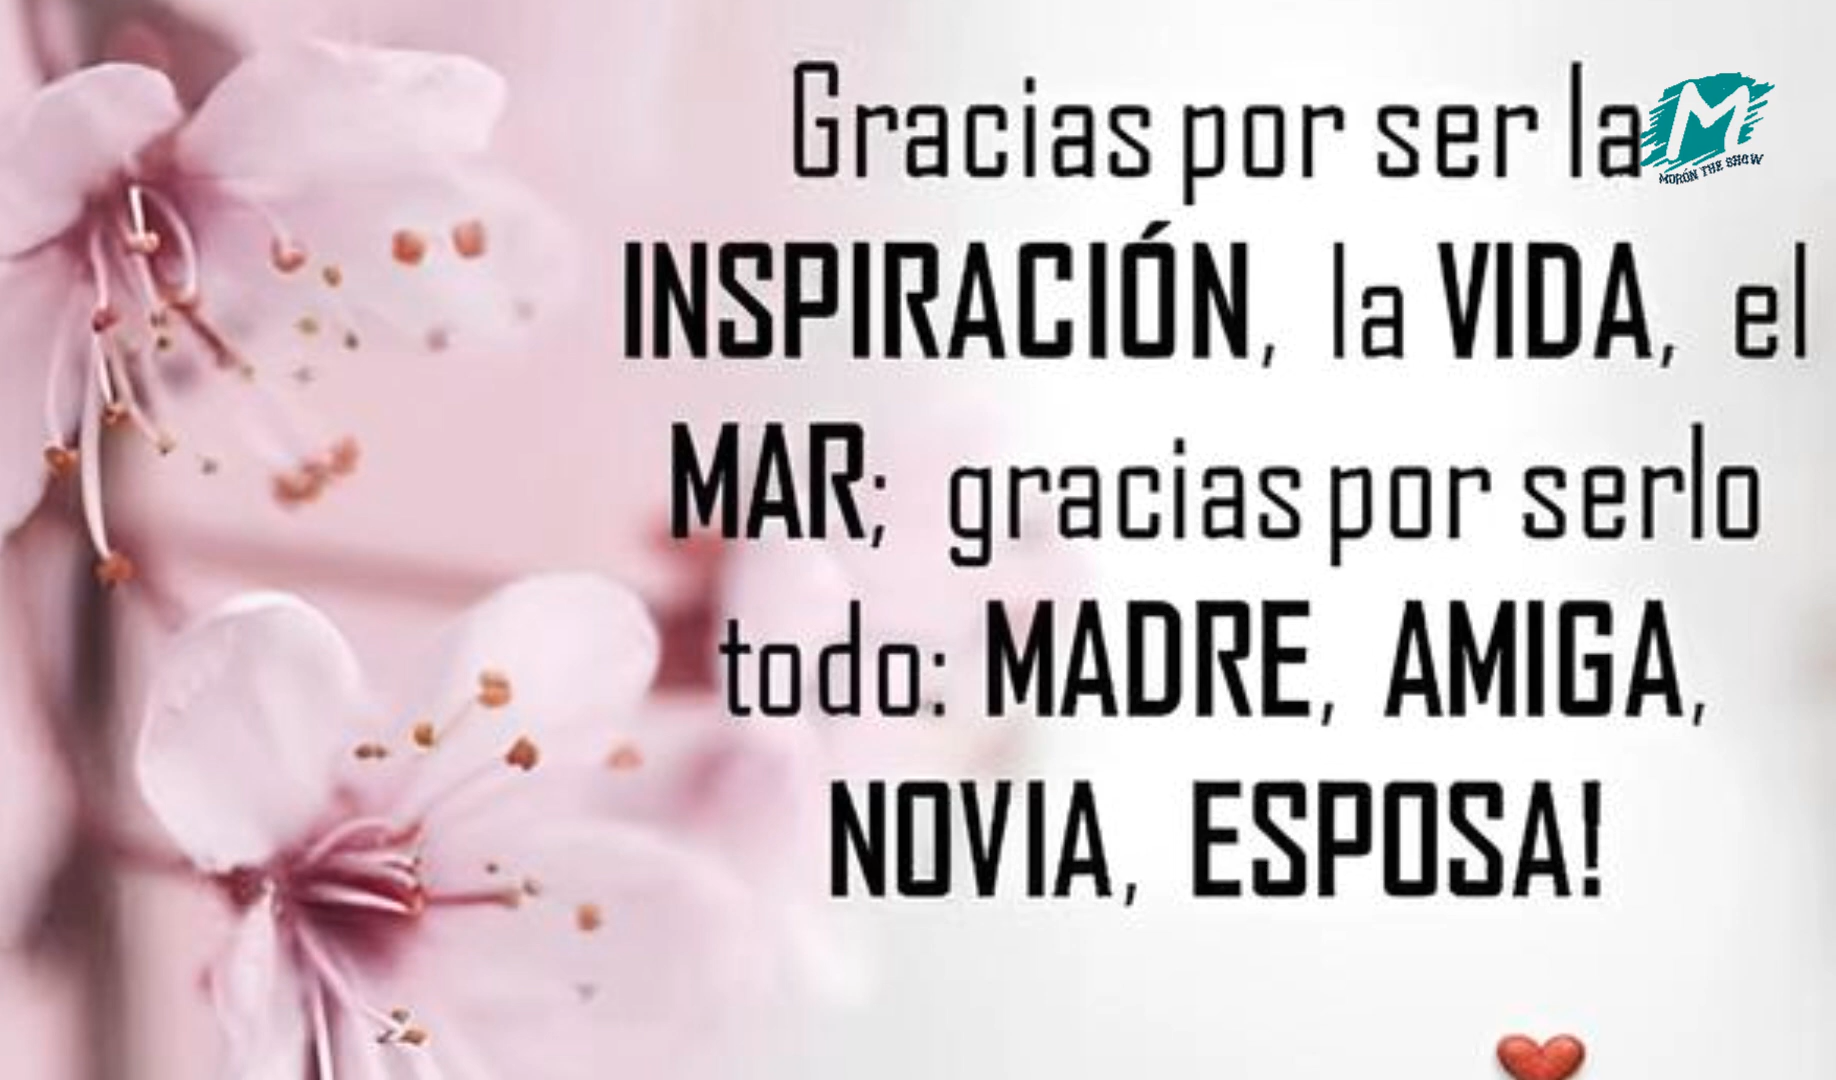 Gracias por ser la
INSPIRACIÓN, la VIDA, el
MAR; gracias por serlo
todo: MADRE, AMIGA,
NOVIA, ESPOSA!
M
MORÓN THE SHOW